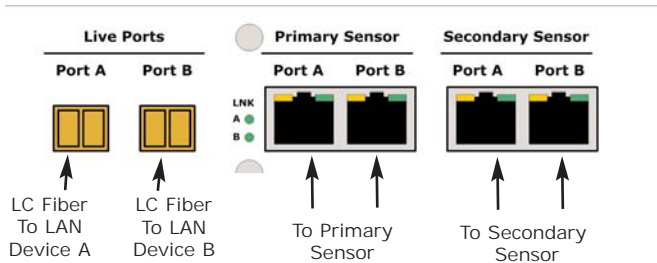 Live Ports
Primary Sensor
Secondary Sensor
Port A
Port B
Port A
Port B
Port A
Port B
LNK
A
B
LC Fiber
To LAN
Device A
LC Fiber
To LAN
Device B
To Primary
Sensor
To Secondary
Sensor